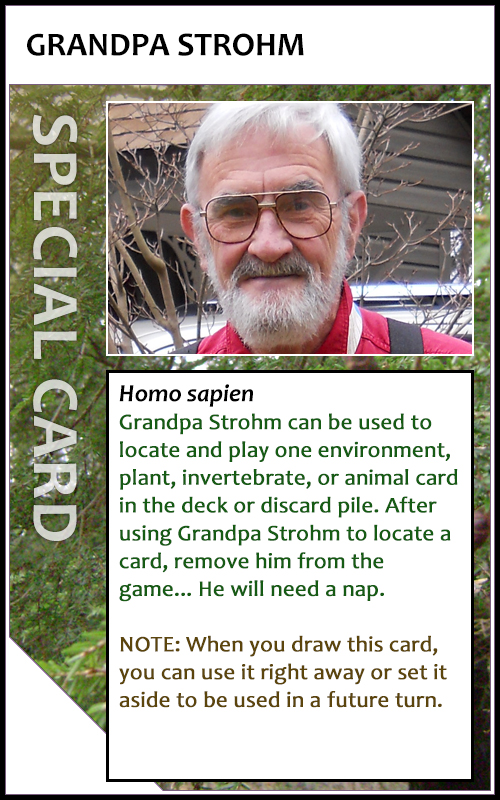 GRANDPA STROHM
SPECIAL CARD
Homo sapien
Grandpa Strohm can be used to
locate and play one environment,
plant, invertebrate, or animal card
in the deck or discard pile. After
using Grandpa Strohm to locate a
card, remove him from the
game... He will need a nap.
NOTE: When you draw this card,
you can use it right away or set it
aside to be used in a future turn.